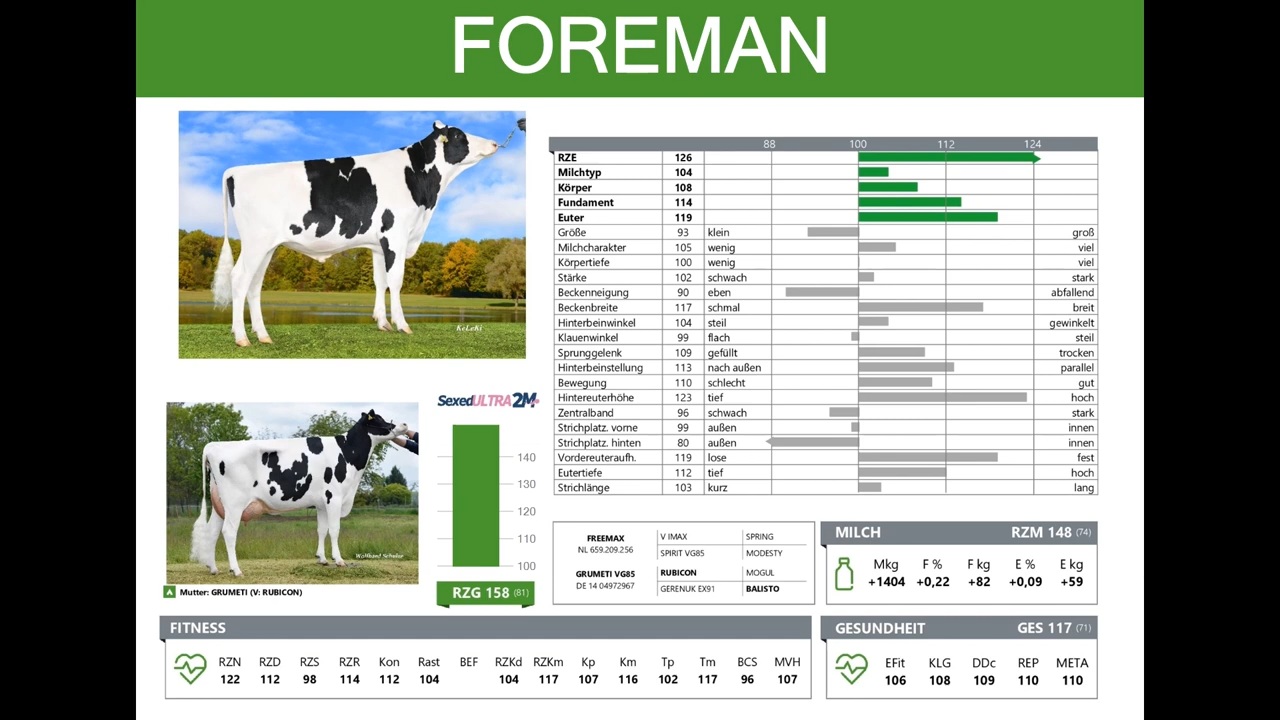 FOREMAN
88 100 112 124
RZE 126
Milchtyp 104
Körper 108
Fundament 114
Euter 119
Größe 93 klein groß
Milchcharakter 105 wenig viel
Körpertiefe 100 wenig viel
Stärke 102 schwach stark
Beckenneigung 90 eben abfallend
Beckenbreite 117 schmal breit
Hinterbeinwinkel 104 steil gewinkelt
Klauenwinkel 99 flach steil
Sprunggelenk 109 gefüllt trocken
Hinterbeinstellung 113 nach außen parallel
Bewegung 110 schlecht gut
Hintereuterhöhe 123 tief hoch
Zentralband 96 schwach stark
Strichplatz. vorne 99 außen innen
Strichplatz. hinten 80 außen innen
Vordereuteraufh. 119 lose fest
Eutertiefe 112 tief hoch
Strichlänge 103 kurz lang
KeLeKi
SexedULTRA2M
140
130
120
110
100
RZG 158 (81)
Wolfhard Schulze
Mutter: GRUMETI (V: RUBICON)
FREEMAX
NL 659.209.256
GRUMETI VG85
DE 14 04972967
V IMAX SPRING
SPIRIT VG85 MODESTY
RUBICON MOGUL
GERENUK EX91 BALISTO
MILCH RZM 148 (74)
Mkg F % F kg E % E kg
+1404 +0,22 +82 +0,09 +59
FITNESS
RZN RZD RZS RZR Kon Rast BEF RZKd RZKm Kp Km Tp Tm BCS MVH
122 112 98 114 112 104 104 117 107 116 102 117 96 107
GESUNDHEIT GES 117 (71)
EFit KLG DDc REP META
106 108 109 110 110